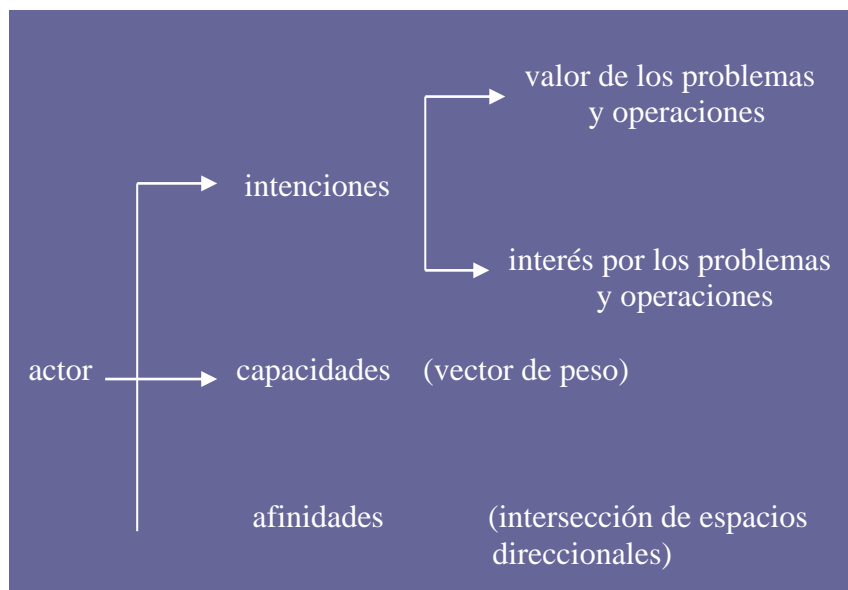 valor de los problemas
y operaciones
intenciones
interés por los problemas
y operaciones
actor
capacidades (vector de peso)
afinidades (intersección de espacios
direccionales)